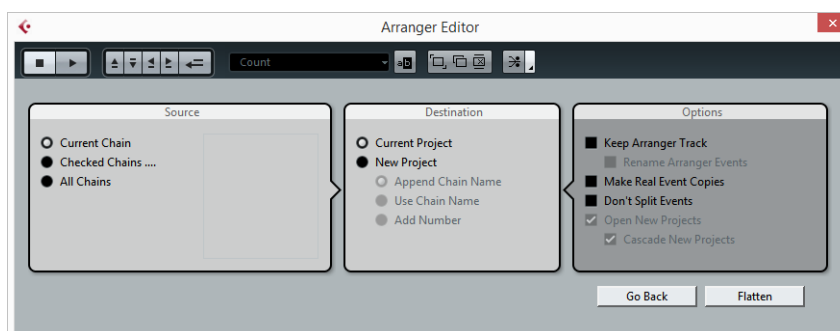 Arranger Editor
Count
ab
Source
Current Chain
Checked Chains ....
All Chains
Destination
Current Project
New Project
Append Chain Name
Use Chain Name
Add Number
Options
Keep Arranger Track
Rename Arranger Events
Make Real Event Copies
Don't Split Events
Open New Projects
Cascade New Projects
Go Back
Flatten